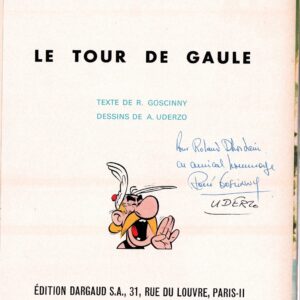 LE TOUR DE GAULE
TEXTE DE R. GOSCINNY
DESSINS DE A. UDERZO
Pour Roland
en amical hommage
René Goscinny
UDERZO
ÉDITION DARGAUD S.A., 31, RUE DU LOUVRE, PARIS-II